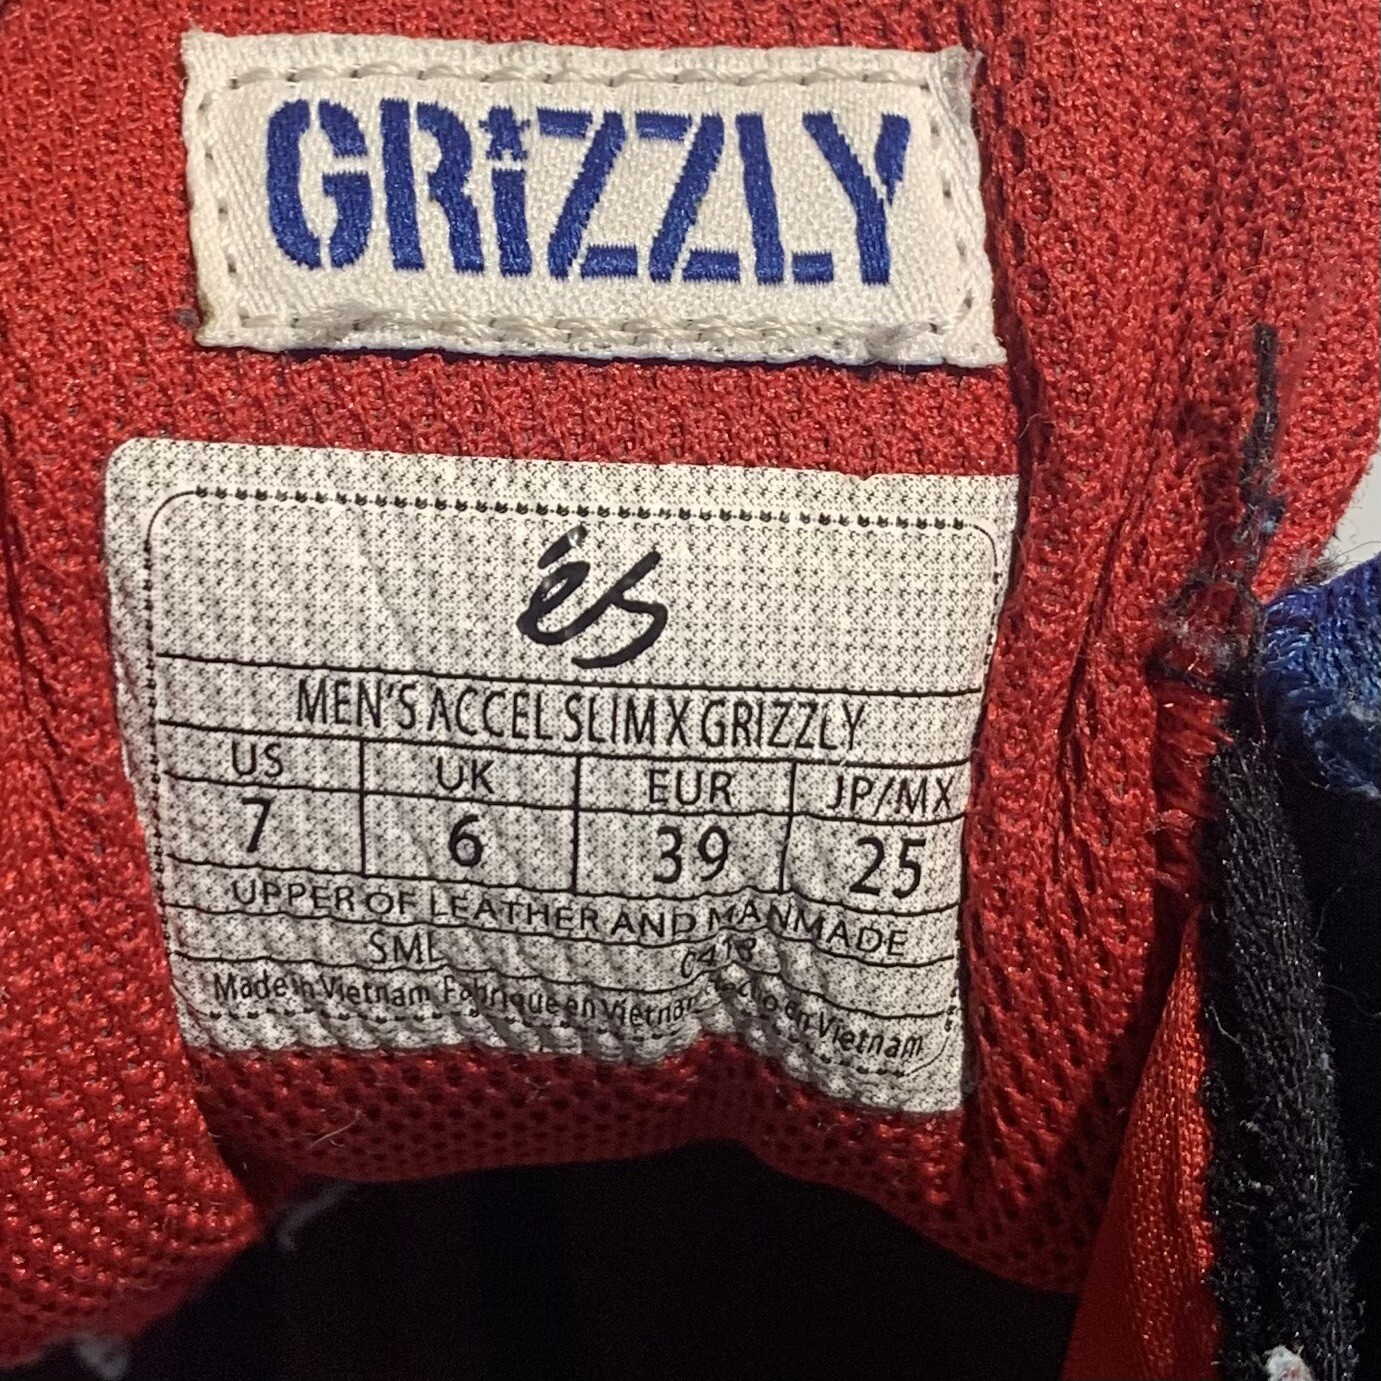 GRiZZLY
és
MEN'S ACCEL SLIM X GRIZZLY
US UK EUR JP/MX
7 6 39 25
UPPER OF LEATHER AND MANMADE
SML C413
Made in Vietnam Fabrique en Vietnam Hecho en Vietnam